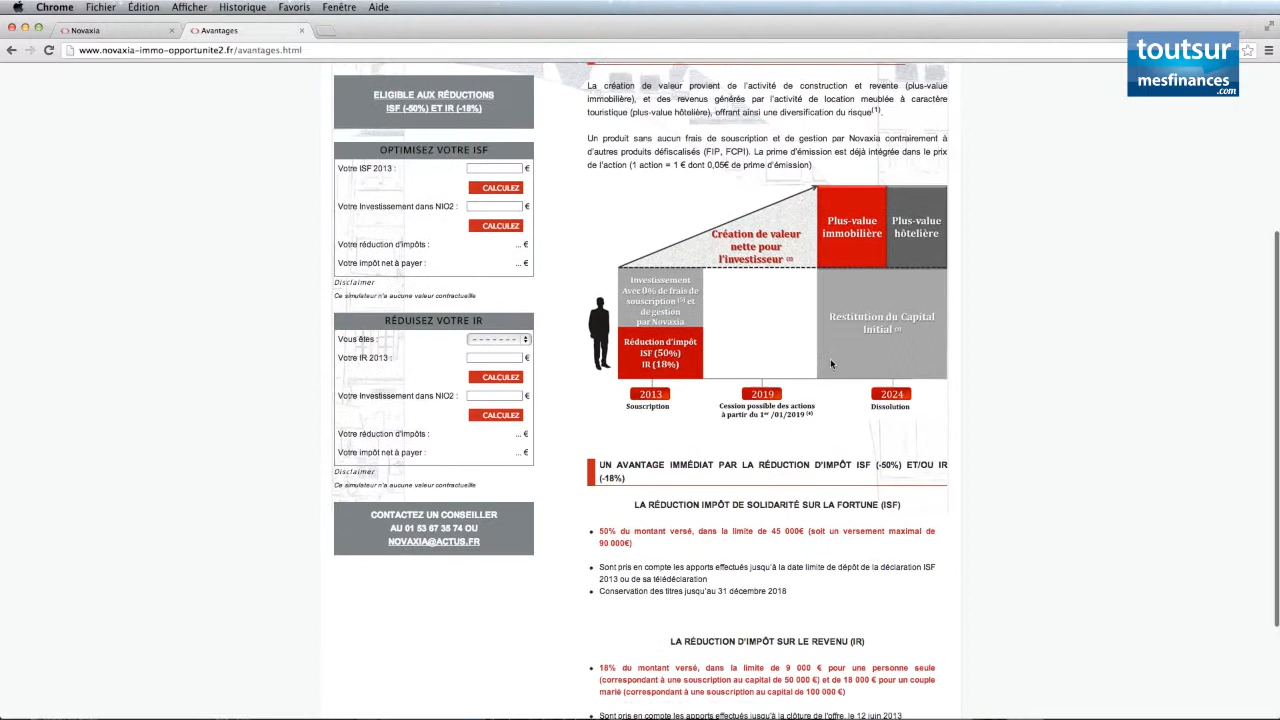 Chrome Fichier Édition Afficher Historique Favoris Fenêtre Aide
Novaxia
Avantages
www.novaxia-immo-opportunite2.fr/avantages.html
toutsur
mesfinances
.com
ELIGIBLE AUX RÉDUCTIONS
ISF (-50%) ET IR (-18%)
OPTIMISEZ VOTRE ISF
Votre ISF 2013 : €
CALCULEZ
Votre Investissement dans NIO2 : €
CALCULEZ
Votre réduction d'impôts : ... €
Votre impôt net à payer : ... €
Disclaimer
Ce simulateur n'a aucune valeur contractuelle
RÉDUISEZ VOTRE IR
Vous êtes : - - - - - - -
Votre IR 2013 : €
CALCULEZ
Votre Investissement dans NIO2 : €
CALCULEZ
Votre réduction d'impôts : ... €
Votre impôt net à payer : ... €
Disclaimer
Ce simulateur n'a aucune valeur contractuelle
CONTACTEZ UN CONSEILLER
AU 01 53 67 35 74 OU
NOVAXIA@ACTUS.FR
La création de valeur provient de l'activité de construction et revente (plus-value
immobilière), et des revenus générés par l'activité de location meublée à caractère
touristique (plus-value hôtelière), offrant ainsi une diversification du risque(1).
Un produit sans aucun frais de souscription et de gestion par Novaxia contrairement à
d'autres produits défiscalisés (FIP, FCPI). La prime d'émission est déjà intégrée dans le prix
de l'action (1 action = 1 € dont 0,05€ de prime d'émission)
Création de valeur
nette pour
l'investisseur (2)
Plus-value
immobilière
Plus-value
hôtelière
Investissement
Avec 0% de frais de
souscription (3) et
de gestion
par Novaxia
Réduction d'impôt
ISF (50%)
IR (18%)
Restitution du Capital
Initial
2013
Souscription
2019
Cession possible des actions
à partir du 1er /01/2019 (4)
2024
Dissolution
UN AVANTAGE IMMÉDIAT PAR LA RÉDUCTION D'IMPÔT ISF (-50%) ET/OU IR
(-18%)
LA RÉDUCTION IMPÔT DE SOLIDARITÉ SUR LA FORTUNE (ISF)
50% du montant versé, dans la limite de 45 000€ (soit un versement maximal de
90 000€)
Sont pris en compte les apports effectués jusqu'à la date limite de dépôt de la déclaration ISF
2013 ou de sa télédéclaration
Conservation des titres jusqu'au 31 décembre 2018
LA RÉDUCTION D'IMPÔT SUR LE REVENU (IR)
18% du montant versé, dans la limite de 9 000 € pour une personne seule
(correspondant à une souscription au capital de 50 000 €) et de 18 000 € pour un couple
marié (correspondant à une souscription au capital de 100 000 €)
Sont pris en compte les apports effectués jusqu'à la clôture de l'offre, le 12 juin 2013